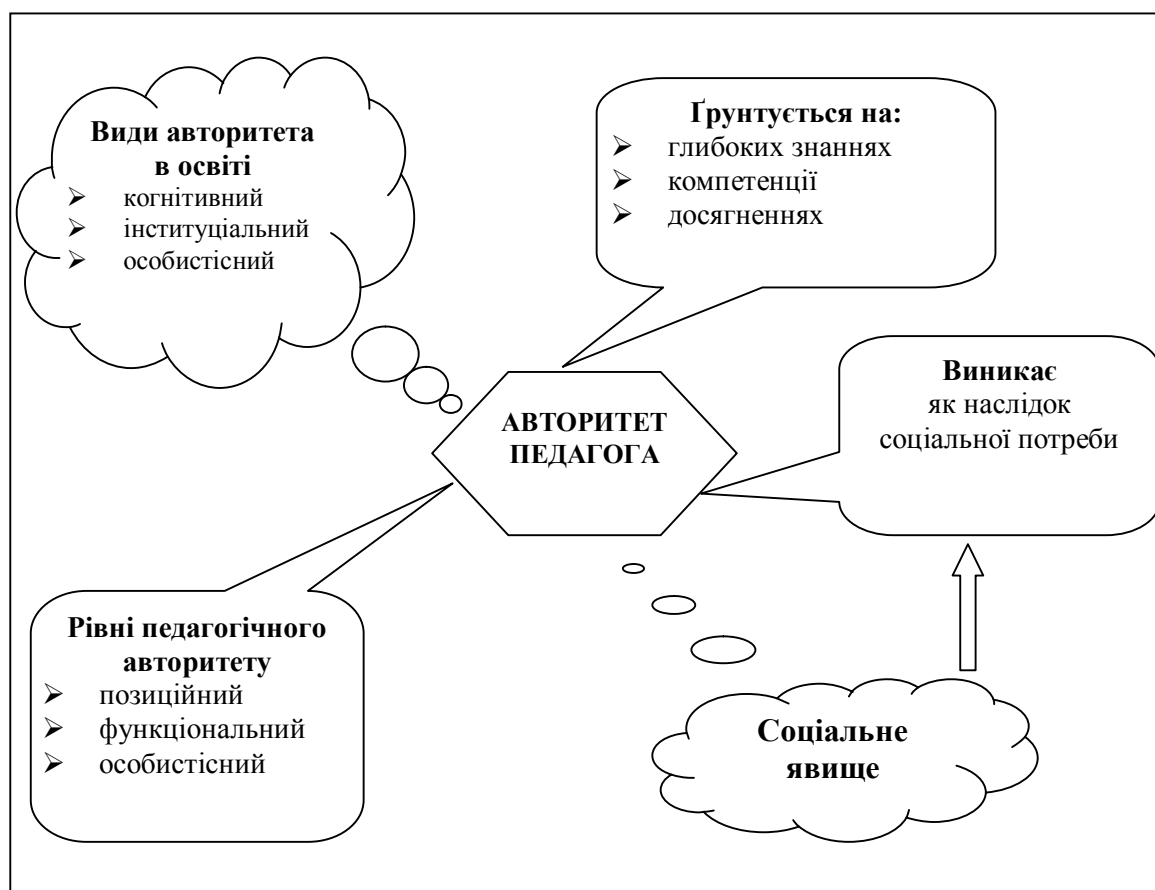 Види авторитета
в освіті
➢ когнитивний
➢ інституціальний
➢ особистісний
Ґрунтується на:
➢ глибоких знаннях
➢ компетенції
➢ досягненнях
АВТОРИТЕТ
ПЕДАГОГА
Виникає
як наслідок
соціальної потреби
Рівні педагогічного
авторитету
➢ позиційний
➢ функціональний
➢ особистісний
Соціальне
явище